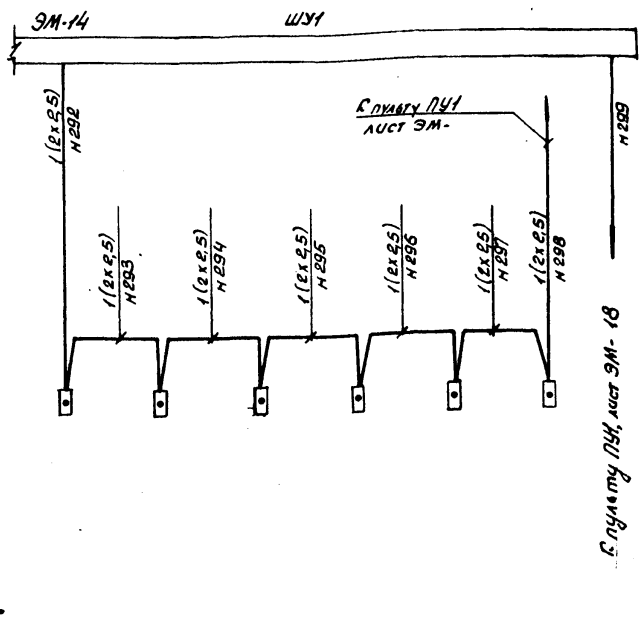 ЭМ-14
ШУ1
1(2х2,5)
н292
К пульту ПУ1
лист ЭМ-
н299
1(2х2,5)
н293
1(2х2,5)
н294
1(2х2,5)
н295
1(2х2,5)
н296
1(2х2,5)
н297
1(2х2,5)
н298
К пульту ПУ1, лист ЭМ-18